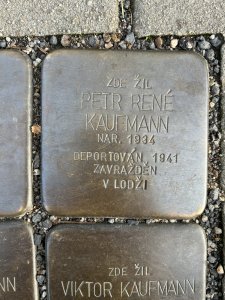 ZDE ŽIL
PETR RENÉ
KAUFMANN
NAR. 1934
DEPORTOVÁN 1941
ZAVRAŽDĚN
V LODŽI
N
ZDE ŽIL
VIKTOR KAUFMANN